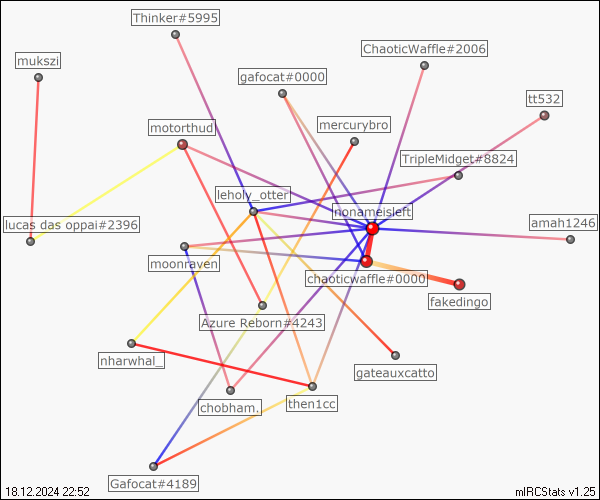 Thinker#5995
ChaoticWaffle#2006
mukszi
gafocat#0000
tt532
motorthud
mercurybro
TripleMidget#8824
leholy_otter
nonameisleft
lucas das oppai#2396
amah1246
moonraven
chaoticwaffle#0000
fakedingo
Azure Reborn#4243
nharwhal_
gateauxcatto
chobham.
then1cc
Gafocat#4189
18.12.2024 22:52
mIRCStats v1.25